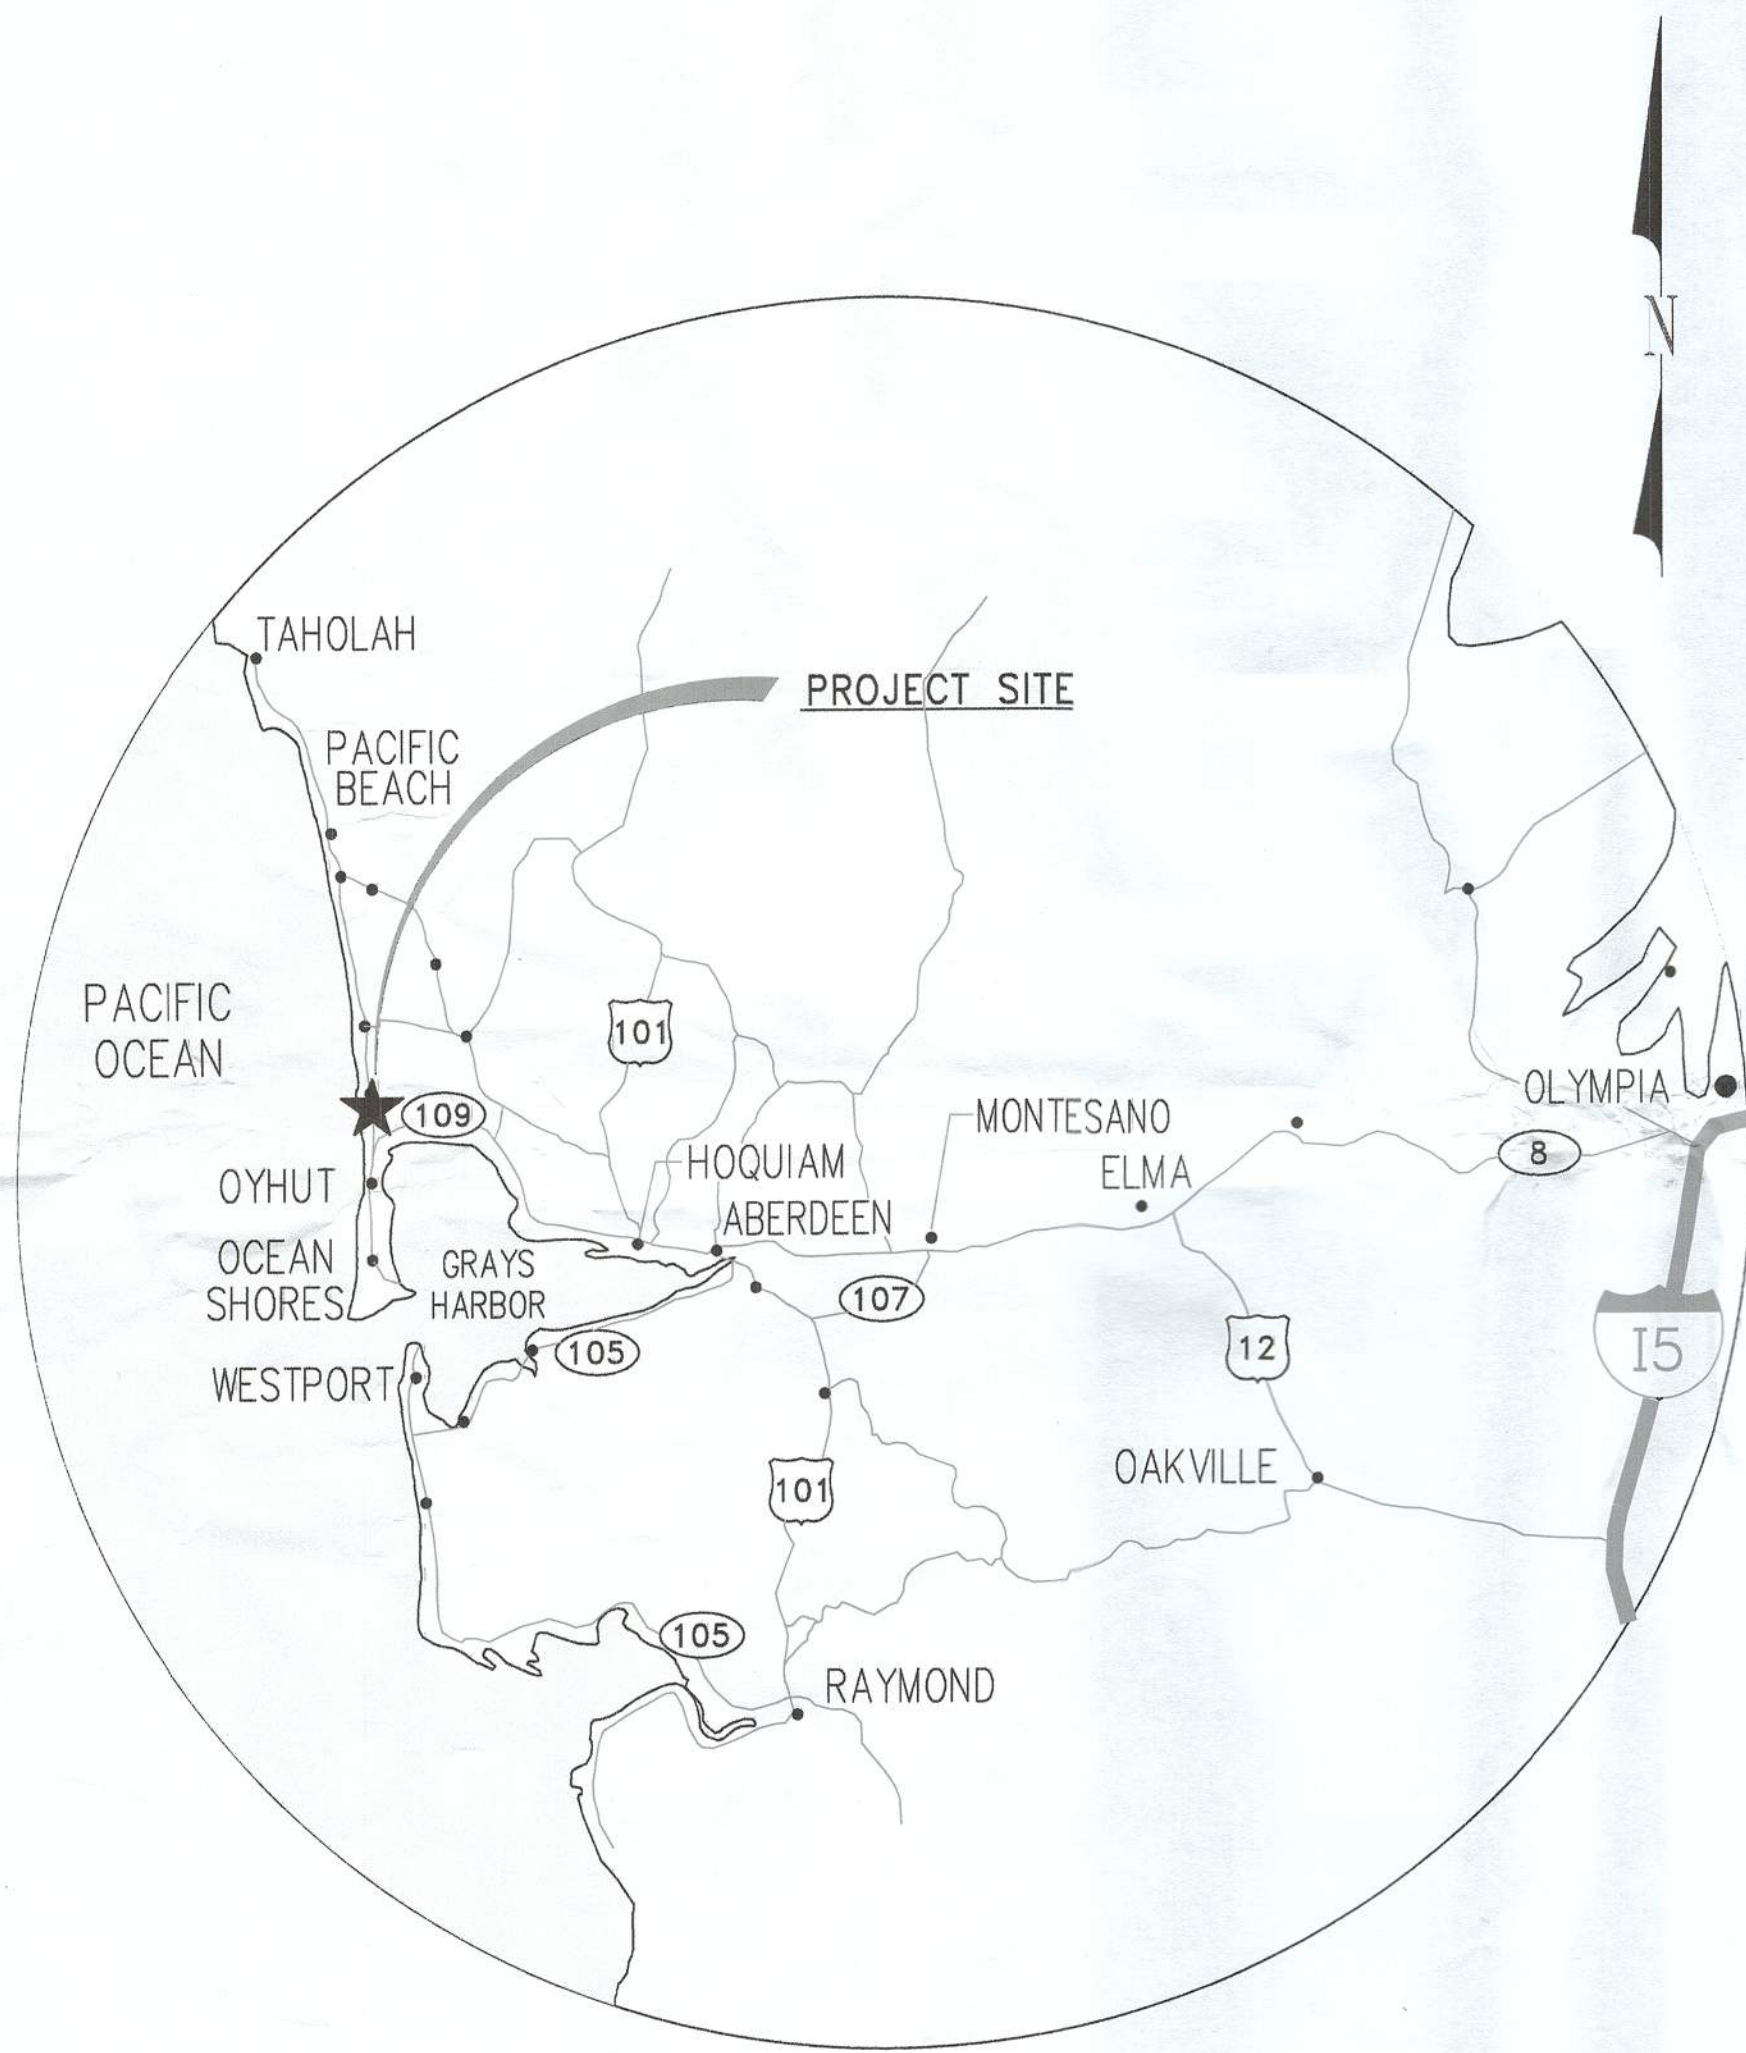 N
TAHOLAH
PROJECT SITE
PACIFIC
BEACH
PACIFIC
OCEAN
101
109
OLYMPIA
MONTESANO
8
HOQUIAM
ELMA
OYHUT
ABERDEEN
OCEAN
SHORES
GRAYS
HARBOR
107
105
12
I5
WESTPORT
101
OAKVILLE
105
RAYMOND